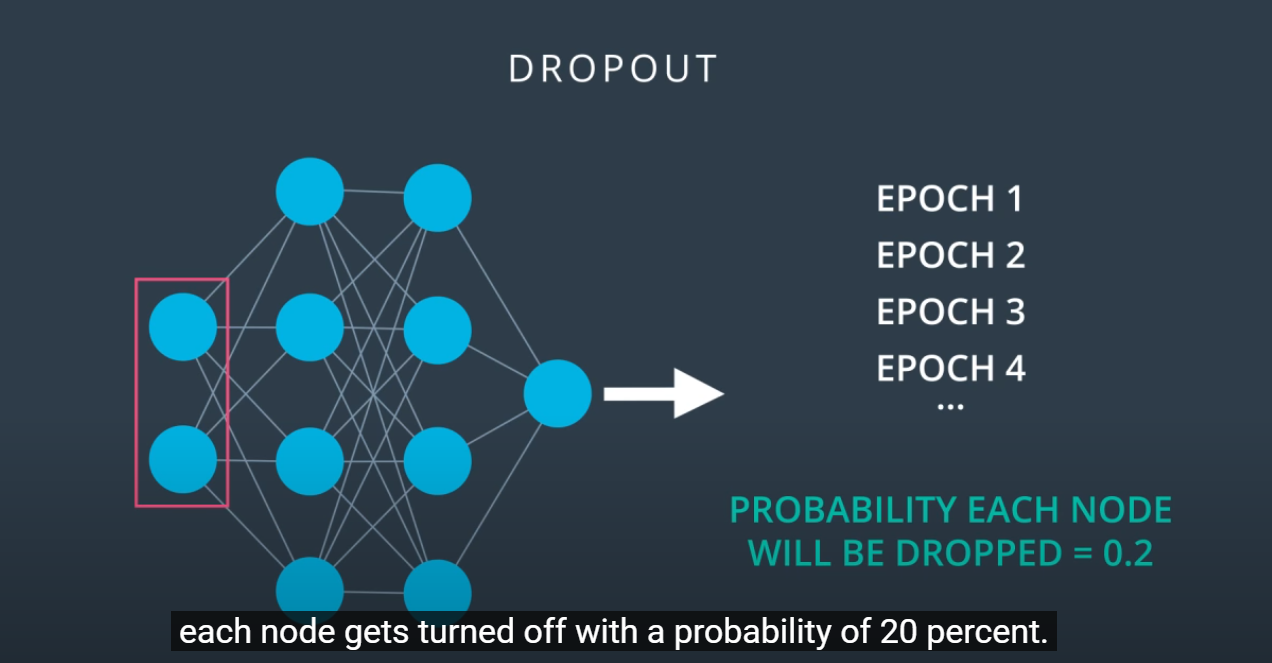 DROPOUT
EPOCH 1
EPOCH 2
EPOCH 3
EPOCH 4
...
PROBABILITY EACH NODE
WILL BE DROPPED = 0.2
each node gets turned off with a probability of 20 percent.